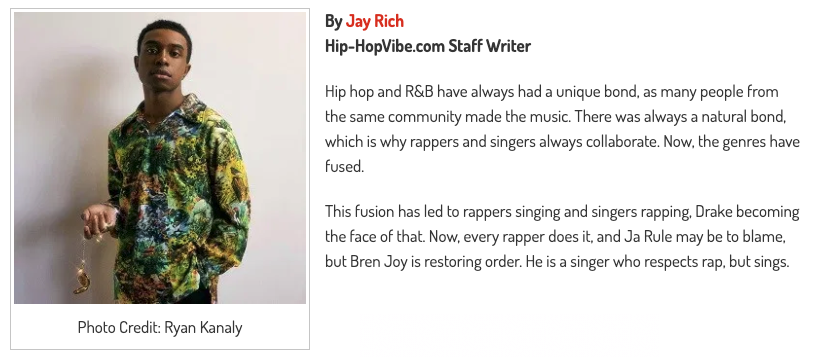 By Jay Rich
Hip-HopVibe.com Staff Writer
Hip hop and R&B have always had a unique bond, as many people from
the same community made the music. There was always a natural bond,
which is why rappers and singers always collaborate. Now, the genres have
fused.
This fusion has led to rappers singing and singers rapping, Drake becoming
the face of that. Now, every rapper does it, and Ja Rule may be to blame,
but Bren Joy is restoring order. He is a singer who respects rap, but sings.
Photo Credit: Ryan Kanaly